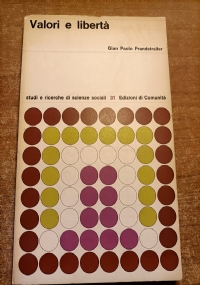 Valori e libertà
Gian Paolo Prandstraller
studi e ricerche di scienze sociali 31 Edizioni di Comunità